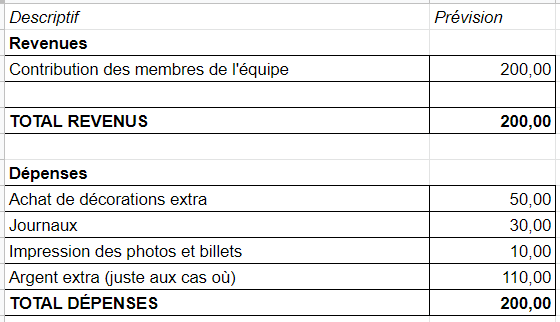 Descriptif Prévision
Revenues
Contribution des membres de l'équipe 200,00
TOTAL REVENUS 200,00
Dépenses
Achat de décorations extra 50,00
Journaux 30,00
Impression des photos et billets 10,00
Argent extra (juste aux cas où) 110,00
TOTAL DÉPENSES 200,00